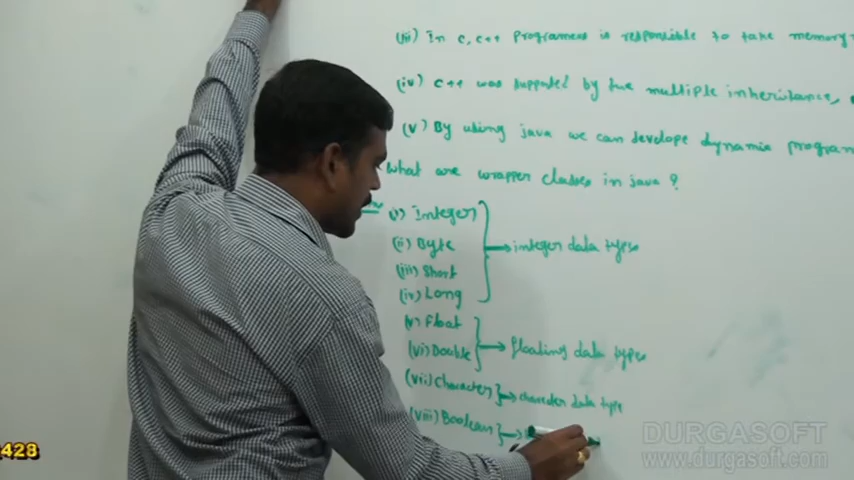 (iii) In C, C++ Programmer is responsible to take memory
(iv) C++ was supported by the multiple inheritance,
(v) By using java we can develope dynamic program
What are wrapper classes in java ?
(i) Integer
(ii) Byte
(iii) Short
(iv) Long
integer data types
(v) Float
(vi) Double
floating data types
(vii) Character
character data type
(viii) Boolean
DURGASOFT
www.durgasoft.com
428